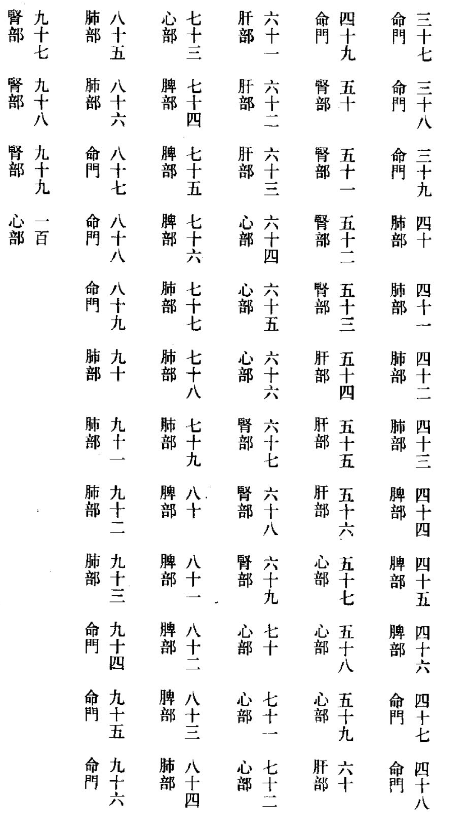 三十七 三十八 三十九 四十 四十一 四十二 四十三 四十四 四十五 四十六 四十七 四十八
命門 命門 命門 肺部 肺部 肺部 肺部 脾部 脾部 脾部 命門 命門
四十九 五十 五十一 五十二 五十三 五十四 五十五 五十六 五十七 五十八 五十九 六十
命門 腎部 腎部 腎部 腎部 肝部 肝部 肝部 心部 心部 心部 肝部
六十一 六十二 六十三 六十四 六十五 六十六 六十七 六十八 六十九 七十 七十一 七十二
肝部 肝部 肝部 心部 心部 心部 腎部 腎部 腎部 心部 心部 心部
七十三 七十四 七十五 七十六 七十七 七十八 七十九 八十 八十一 八十二 八十三 八十四
心部 脾部 脾部 脾部 肺部 肺部 肺部 脾部 脾部 脾部 脾部 肺部
八十五 八十六 八十七 八十八 八十九 九十 九十一 九十二 九十三 九十四 九十五 九十六
肺部 肺部 命門 命門 命門 肺部 肺部 肺部 肺部 命門 命門 命門
九十七 九十八 九十九 一百
腎部 腎部 腎部 心部